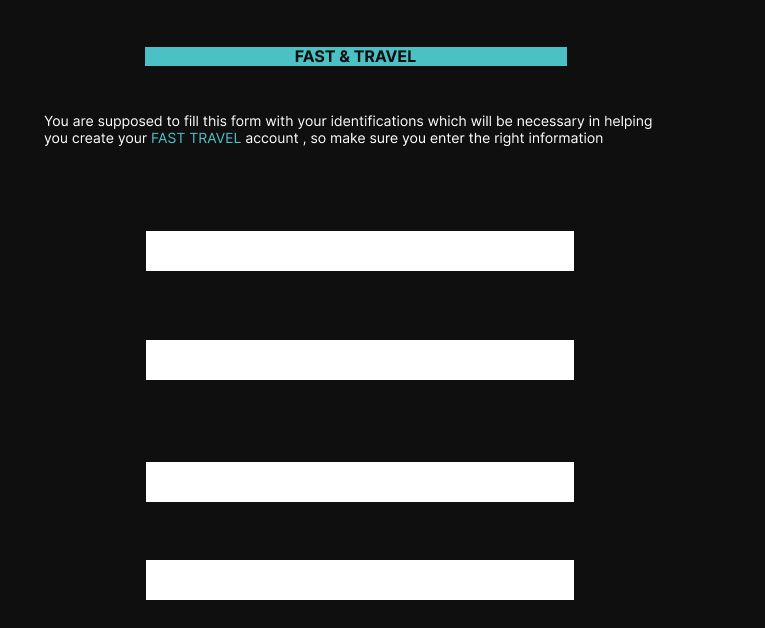 FAST & TRAVEL
You are supposed to fill this form with your identifications which will be necessary in helping
you create your FAST TRAVEL account , so make sure you enter the right information